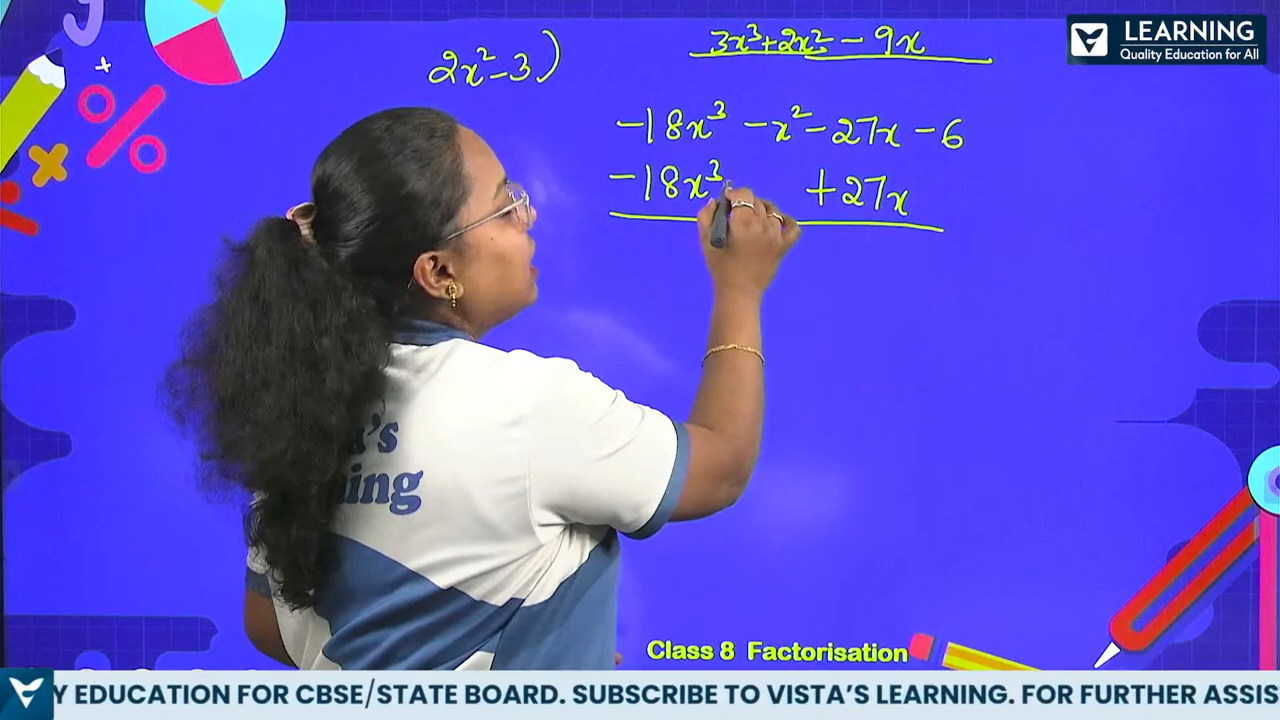 LEARNING
Quality Education for All
3x³+2x² - 9x
2x²-3)
-18x³ -x² - 27x - 6
-18x³ + 27x
Class 8 Factorisation
Y EDUCATION FOR CBSE/STATE BOARD. SUBSCRIBE TO VISTA'S LEARNING. FOR FURTHER ASSIS